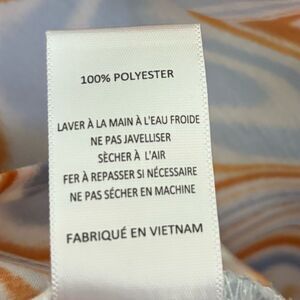 100% POLYESTER
LAVER À LA MAIN À L'EAU FROIDE
NE PAS JAVELLISER
SÈCHER À L'AIR
FER À REPASSER SI NÉCESSAIRE
NE PAS SÉCHER EN MACHINE
FABRIQUÉ EN VIETNAM